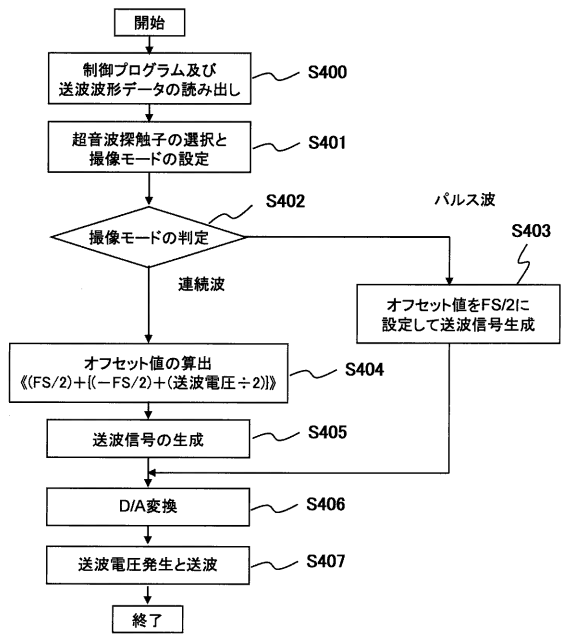 開始
制御プログラム及び
送波波形データの読み出し
S400
超音波探触子の選択と
撮像モードの設定
S401
撮像モードの判定
S402
パルス波
S403
連続波
オフセット値をFS/2に
設定して送波信号生成
オフセット値の算出
《(FS/2)+{(−FS/2)+(送波電圧÷2)}》
S404
送波信号の生成
S405
D/A変換
S406
送波電圧発生と送波
S407
終了